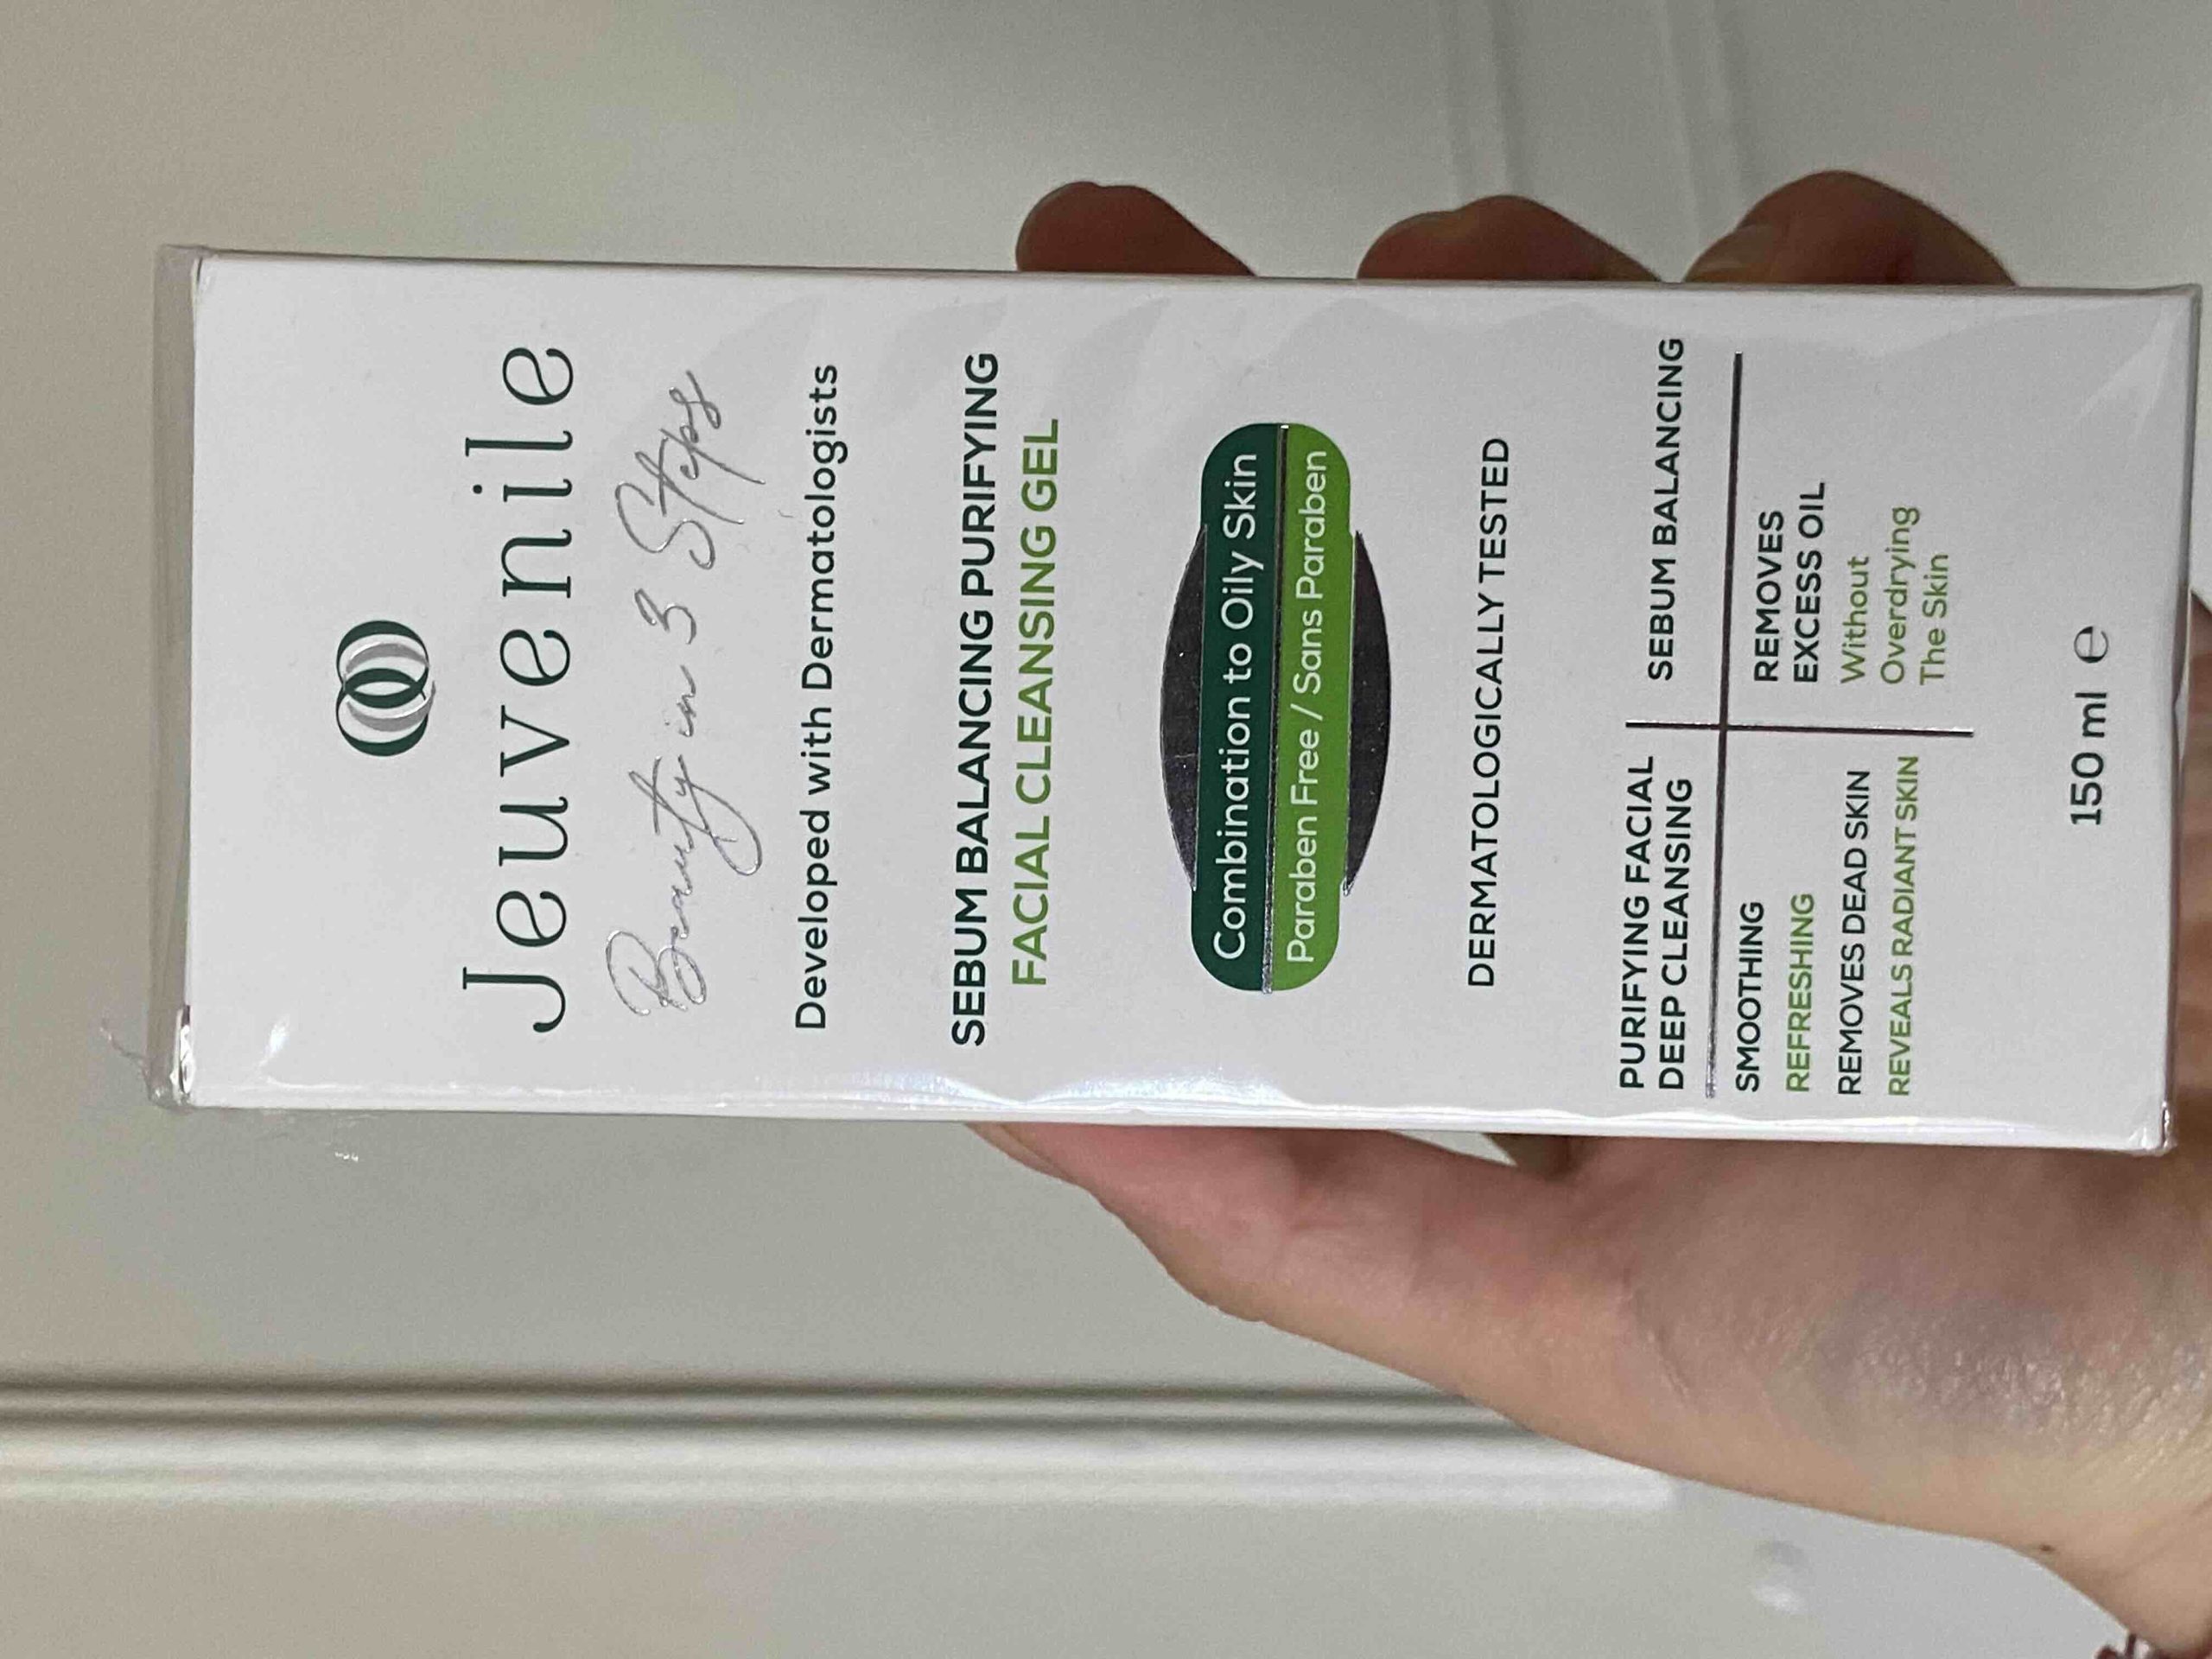 Jeuvenile
Beauty in 3 Steps
Developed with Dermatologists
SEBUM BALANCING PURIFYING
FACIAL CLEANSING GEL
Combination to Oily Skin
Paraben Free / Sans Paraben
DERMATOLOGICALLY TESTED
PURIFYING FACIAL
DEEP CLEANSING
SEBUM BALANCING
SMOOTHING
REFRESHING
REMOVES DEAD SKIN
REVEALS RADIANT SKIN
REMOVES
EXCESS OIL
Without
Overdrying
The Skin
150 ml ℮